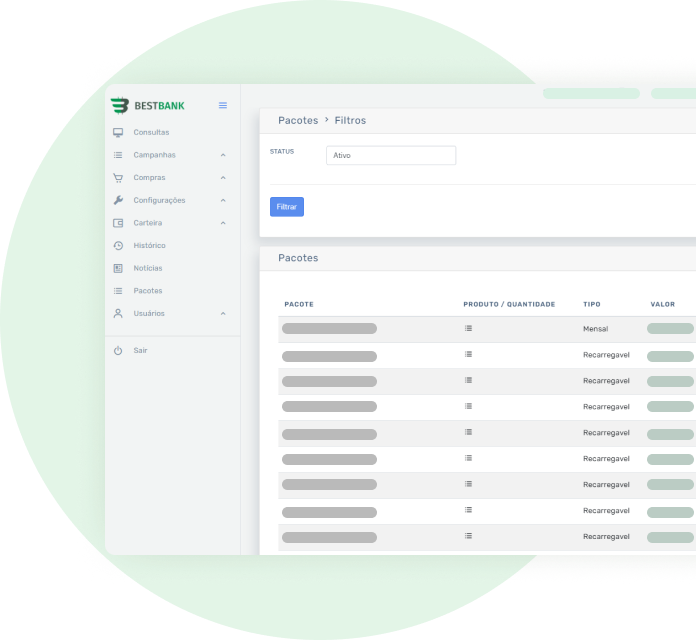 BESTBANK
Consultas
Campanhas
Compras
Configurações
Carteira
Histórico
Notícias
Pacotes
Usuários
Sair
Pacotes > Filtros
STATUS
Ativo
Filtrar
Pacotes
PACOTE PRODUTO / QUANTIDADE TIPO VALOR
Mensal
Recarregavel
Recarregavel
Recarregavel
Recarregavel
Recarregavel
Recarregavel
Recarregavel
Recarregavel